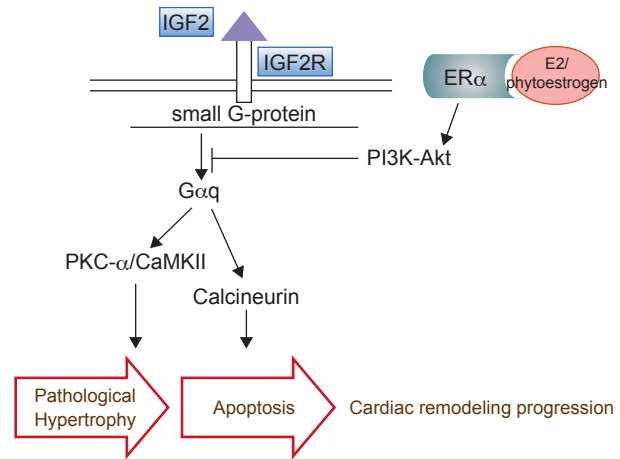 IGF2
IGF2R
E2/
phytoestrogen
ERα
small G-protein
PI3K-Akt
Gαq
PKC-α/CaMKII
Calcineurin
Pathological
Hypertrophy
Apoptosis
Cardiac remodeling progression